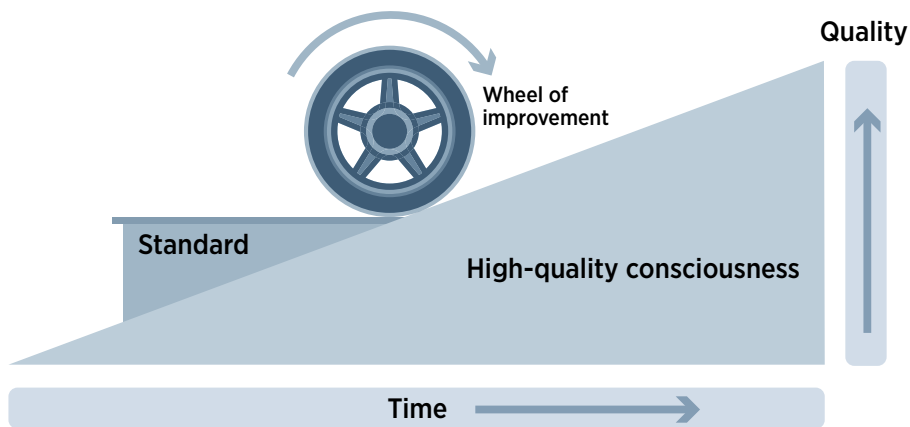 Quality
Wheel of
improvement
Standard
High-quality consciousness
Time